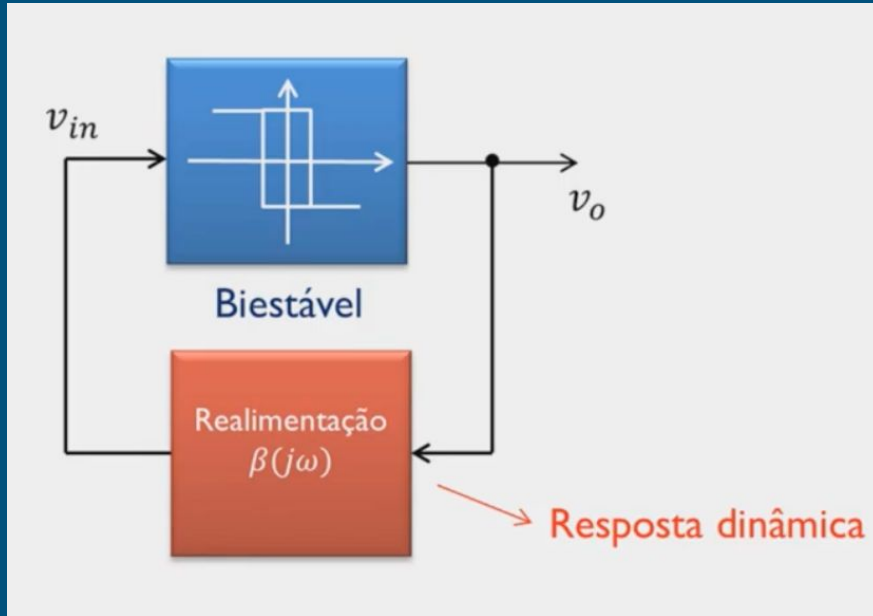 v_in
v_o
Biestável
Realimentação
β(jω)
Resposta dinâmica